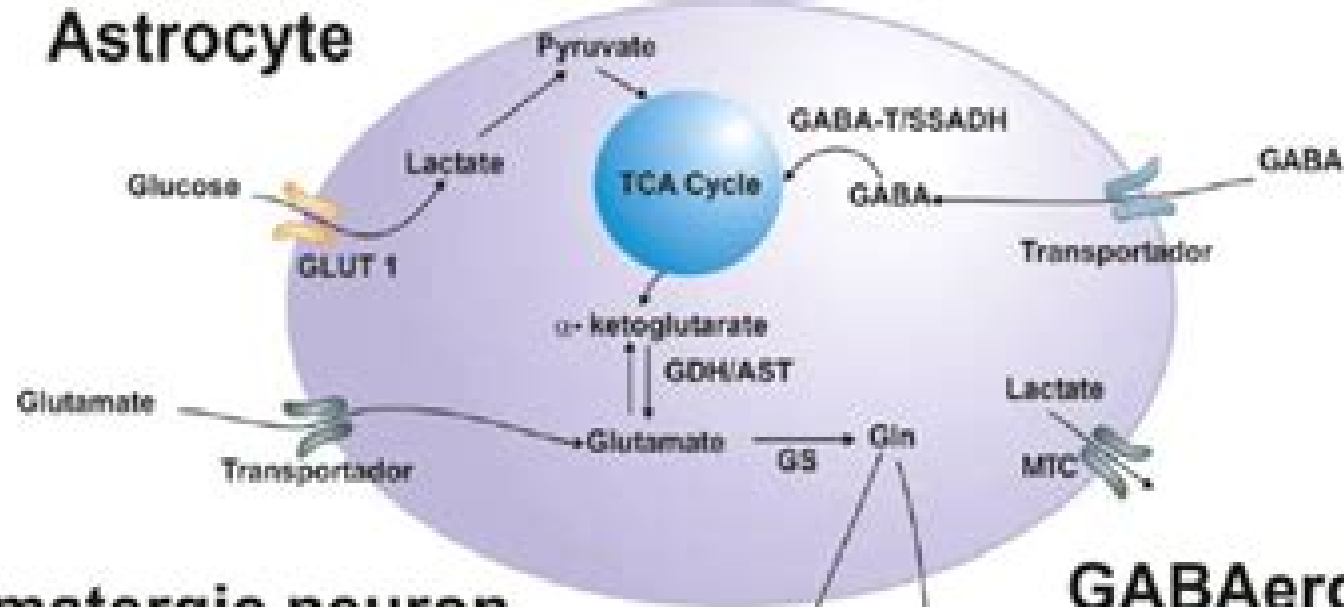 Astrocyte
Pyruvate
GABA-T/SSADH
Lactate
TCA Cycle
GABA
GABA
Glucose
GLUT 1
Transportador
α- ketoglutarate
GDH/AST
Lactate
Glutamate
Glutamate
GS
Gln
MTC
Transportador
neuron